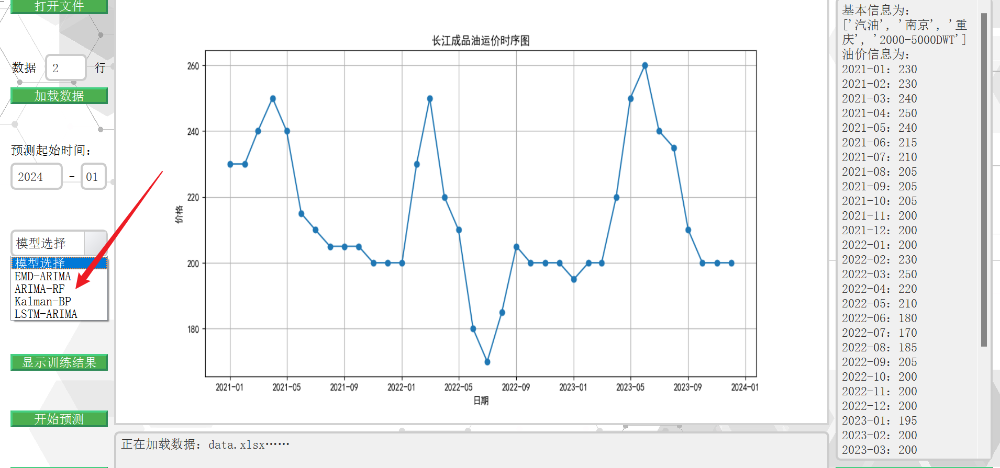 打开文件
数据 2 行
加载数据
预测起始时间：
2024 - 01
模型选择
模型选择
EMD-ARIMA
ARIMA-RF
Kalman-BP
LSTM-ARIMA
显示训练结果
开始预测
长江成品油运价时序图
260
240
220
200
180
价格
2021-01 2021-05 2021-09 2022-01 2022-05 2022-09 2023-01 2023-05 2023-09 2024-01
日期
正在加载数据：data.xlsx……
基本信息为：
['汽油', '南京', '重
庆', '2000-5000DWT']
油价信息为：
2021-01：230
2021-02：230
2021-03：240
2021-04：250
2021-05：240
2021-06：215
2021-07：210
2021-08：205
2021-09：205
2021-10：205
2021-11：200
2021-12：200
2022-01：200
2022-02：230
2022-03：250
2022-04：220
2022-05：210
2022-06：180
2022-07：170
2022-08：185
2022-09：205
2022-10：200
2022-11：200
2022-12：200
2023-01：195
2023-02：200
2023-03：200